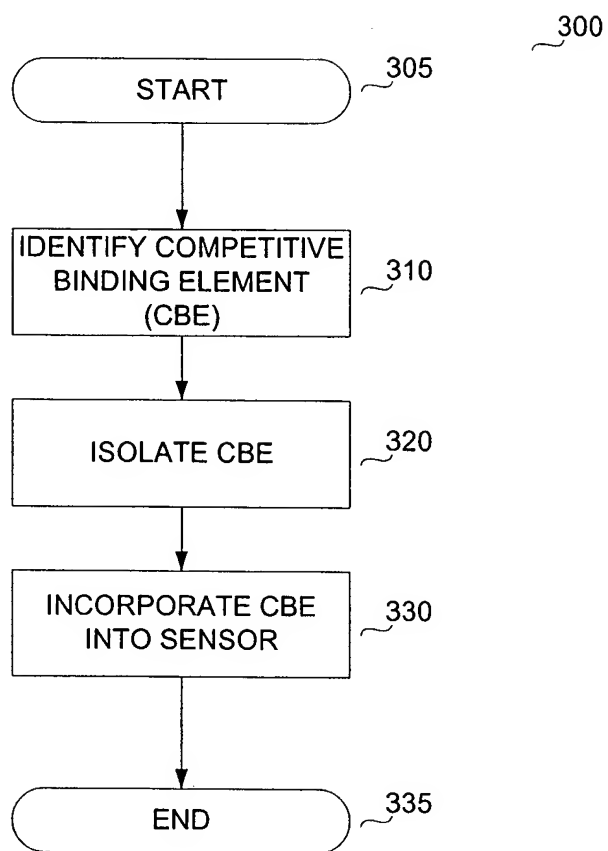 300
START
305
IDENTIFY COMPETITIVE
BINDING ELEMENT
(CBE)
310
ISOLATE CBE
320
INCORPORATE CBE
INTO SENSOR
330
END
335